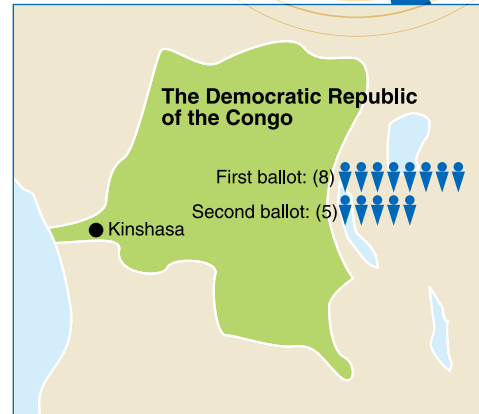 The Democratic Republic
of the Congo
First ballot: (8)
Second ballot: (5)
Kinshasa